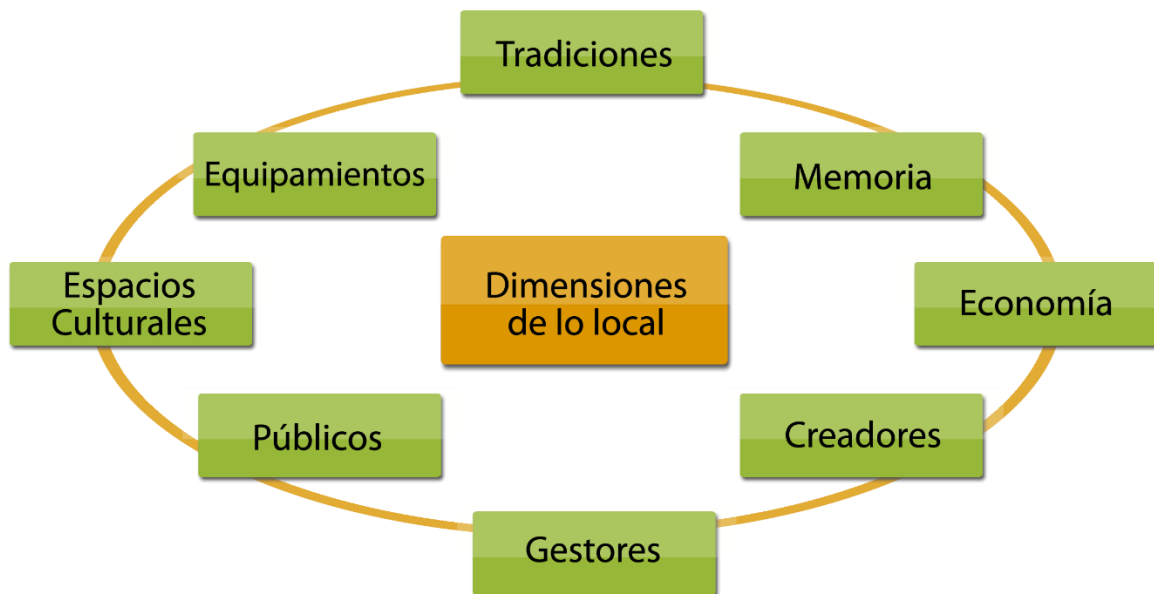 Tradiciones
Equipamientos
Memoria
Espacios
Culturales
Dimensiones
de lo local
Economía
Públicos
Creadores
Gestores